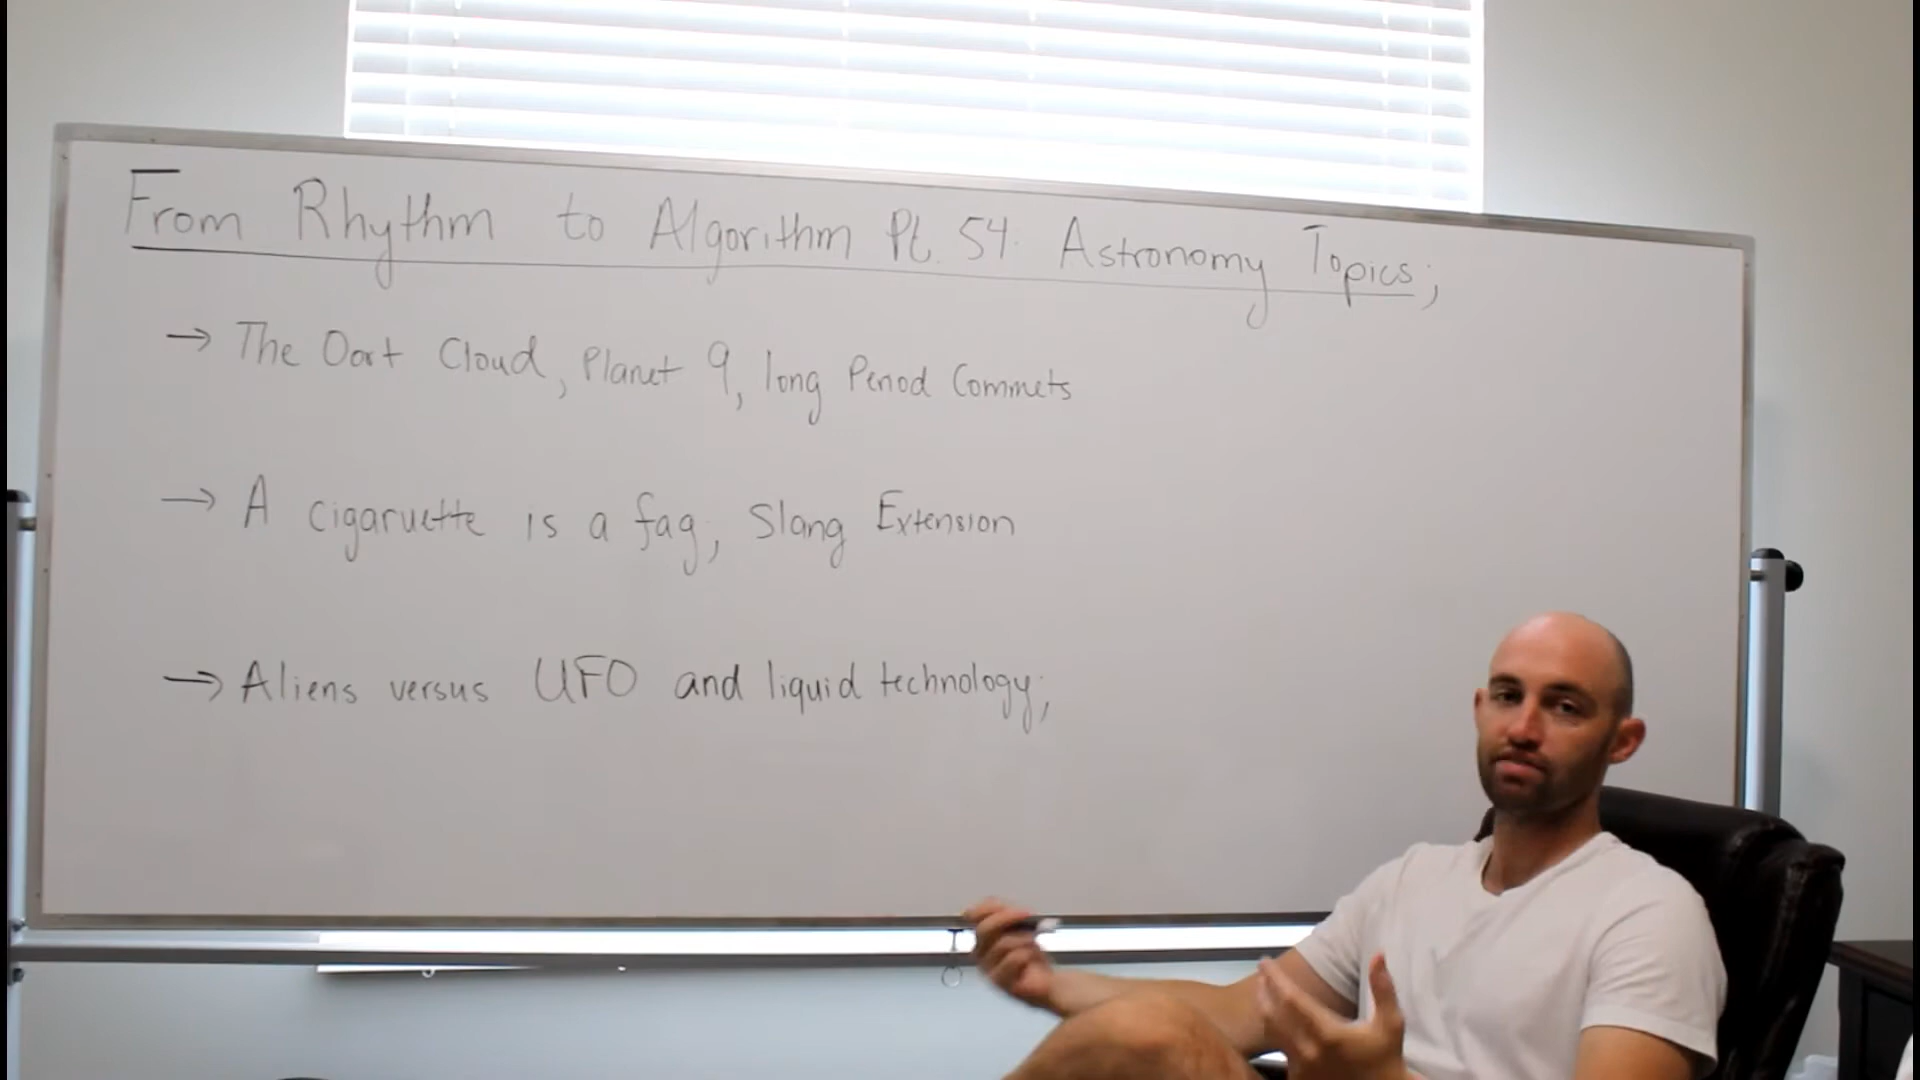 From Rhythm to Algorithm Pt. 54. Astronomy Topics;
→ The Oort Cloud, Planet 9, long Period Commets
→ A cigaruette is a fag, Slang Extension
→ Aliens versus UFO and liquid technology;